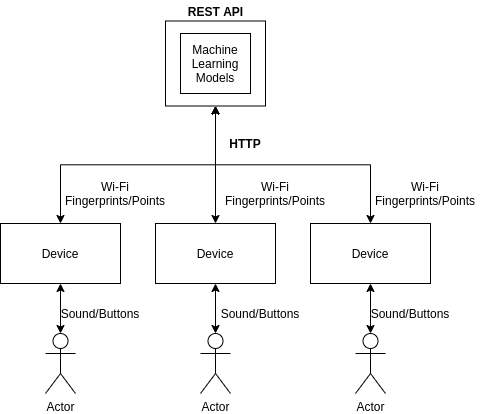 REST API
Machine
Learning
Models
HTTP
Wi-Fi
Fingerprints/Points
Wi-Fi
Fingerprints/Points
Wi-Fi
Fingerprints/Points
Device
Device
Device
Sound/Buttons
Sound/Buttons
Sound/Buttons
Actor
Actor
Actor